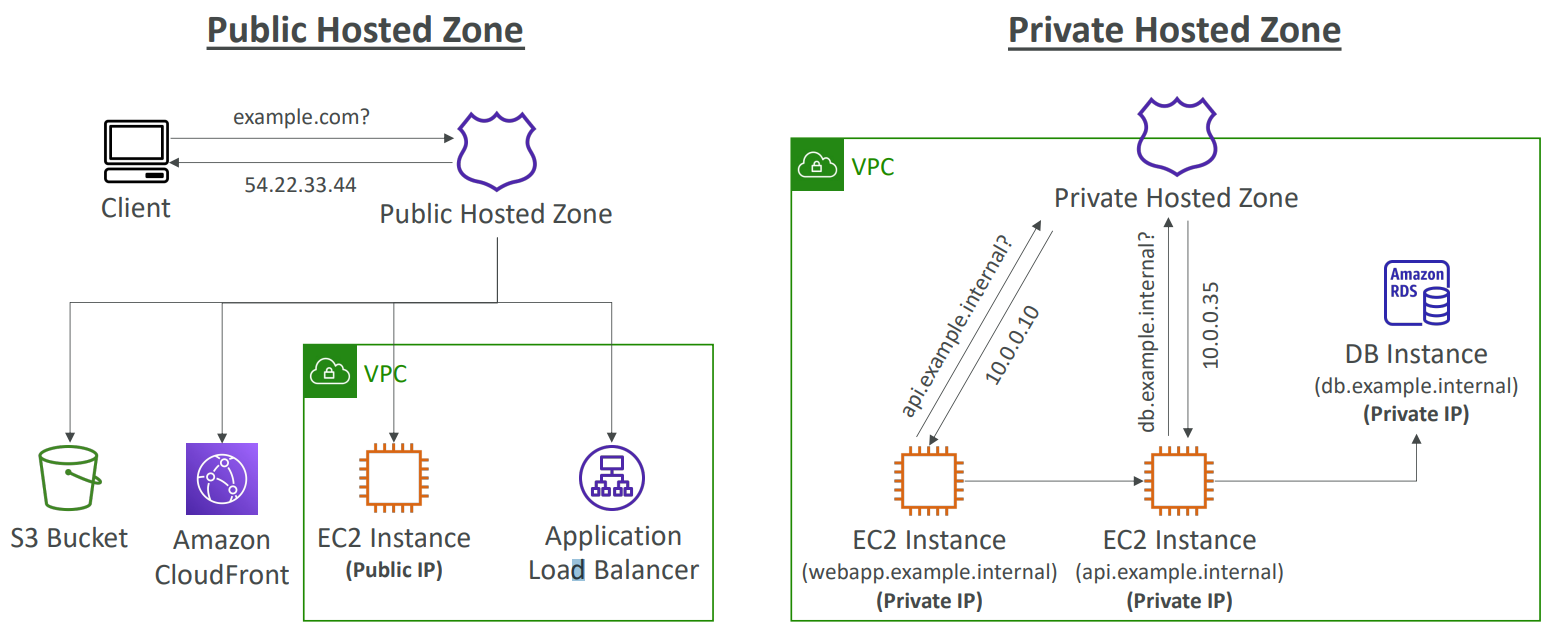 Public Hosted Zone
example.com?
54.22.33.44
Client
Public Hosted Zone
VPC
S3 Bucket
Amazon
CloudFront
EC2 Instance
(Public IP)
Application
Load Balancer
Private Hosted Zone
VPC
Private Hosted Zone
api.example.internal?
10.0.0.10
db.example.internal?
10.0.0.35
Amazon
RDS
DB Instance
(db.example.internal)
(Private IP)
EC2 Instance
(webapp.example.internal)
(Private IP)
EC2 Instance
(api.example.internal)
(Private IP)